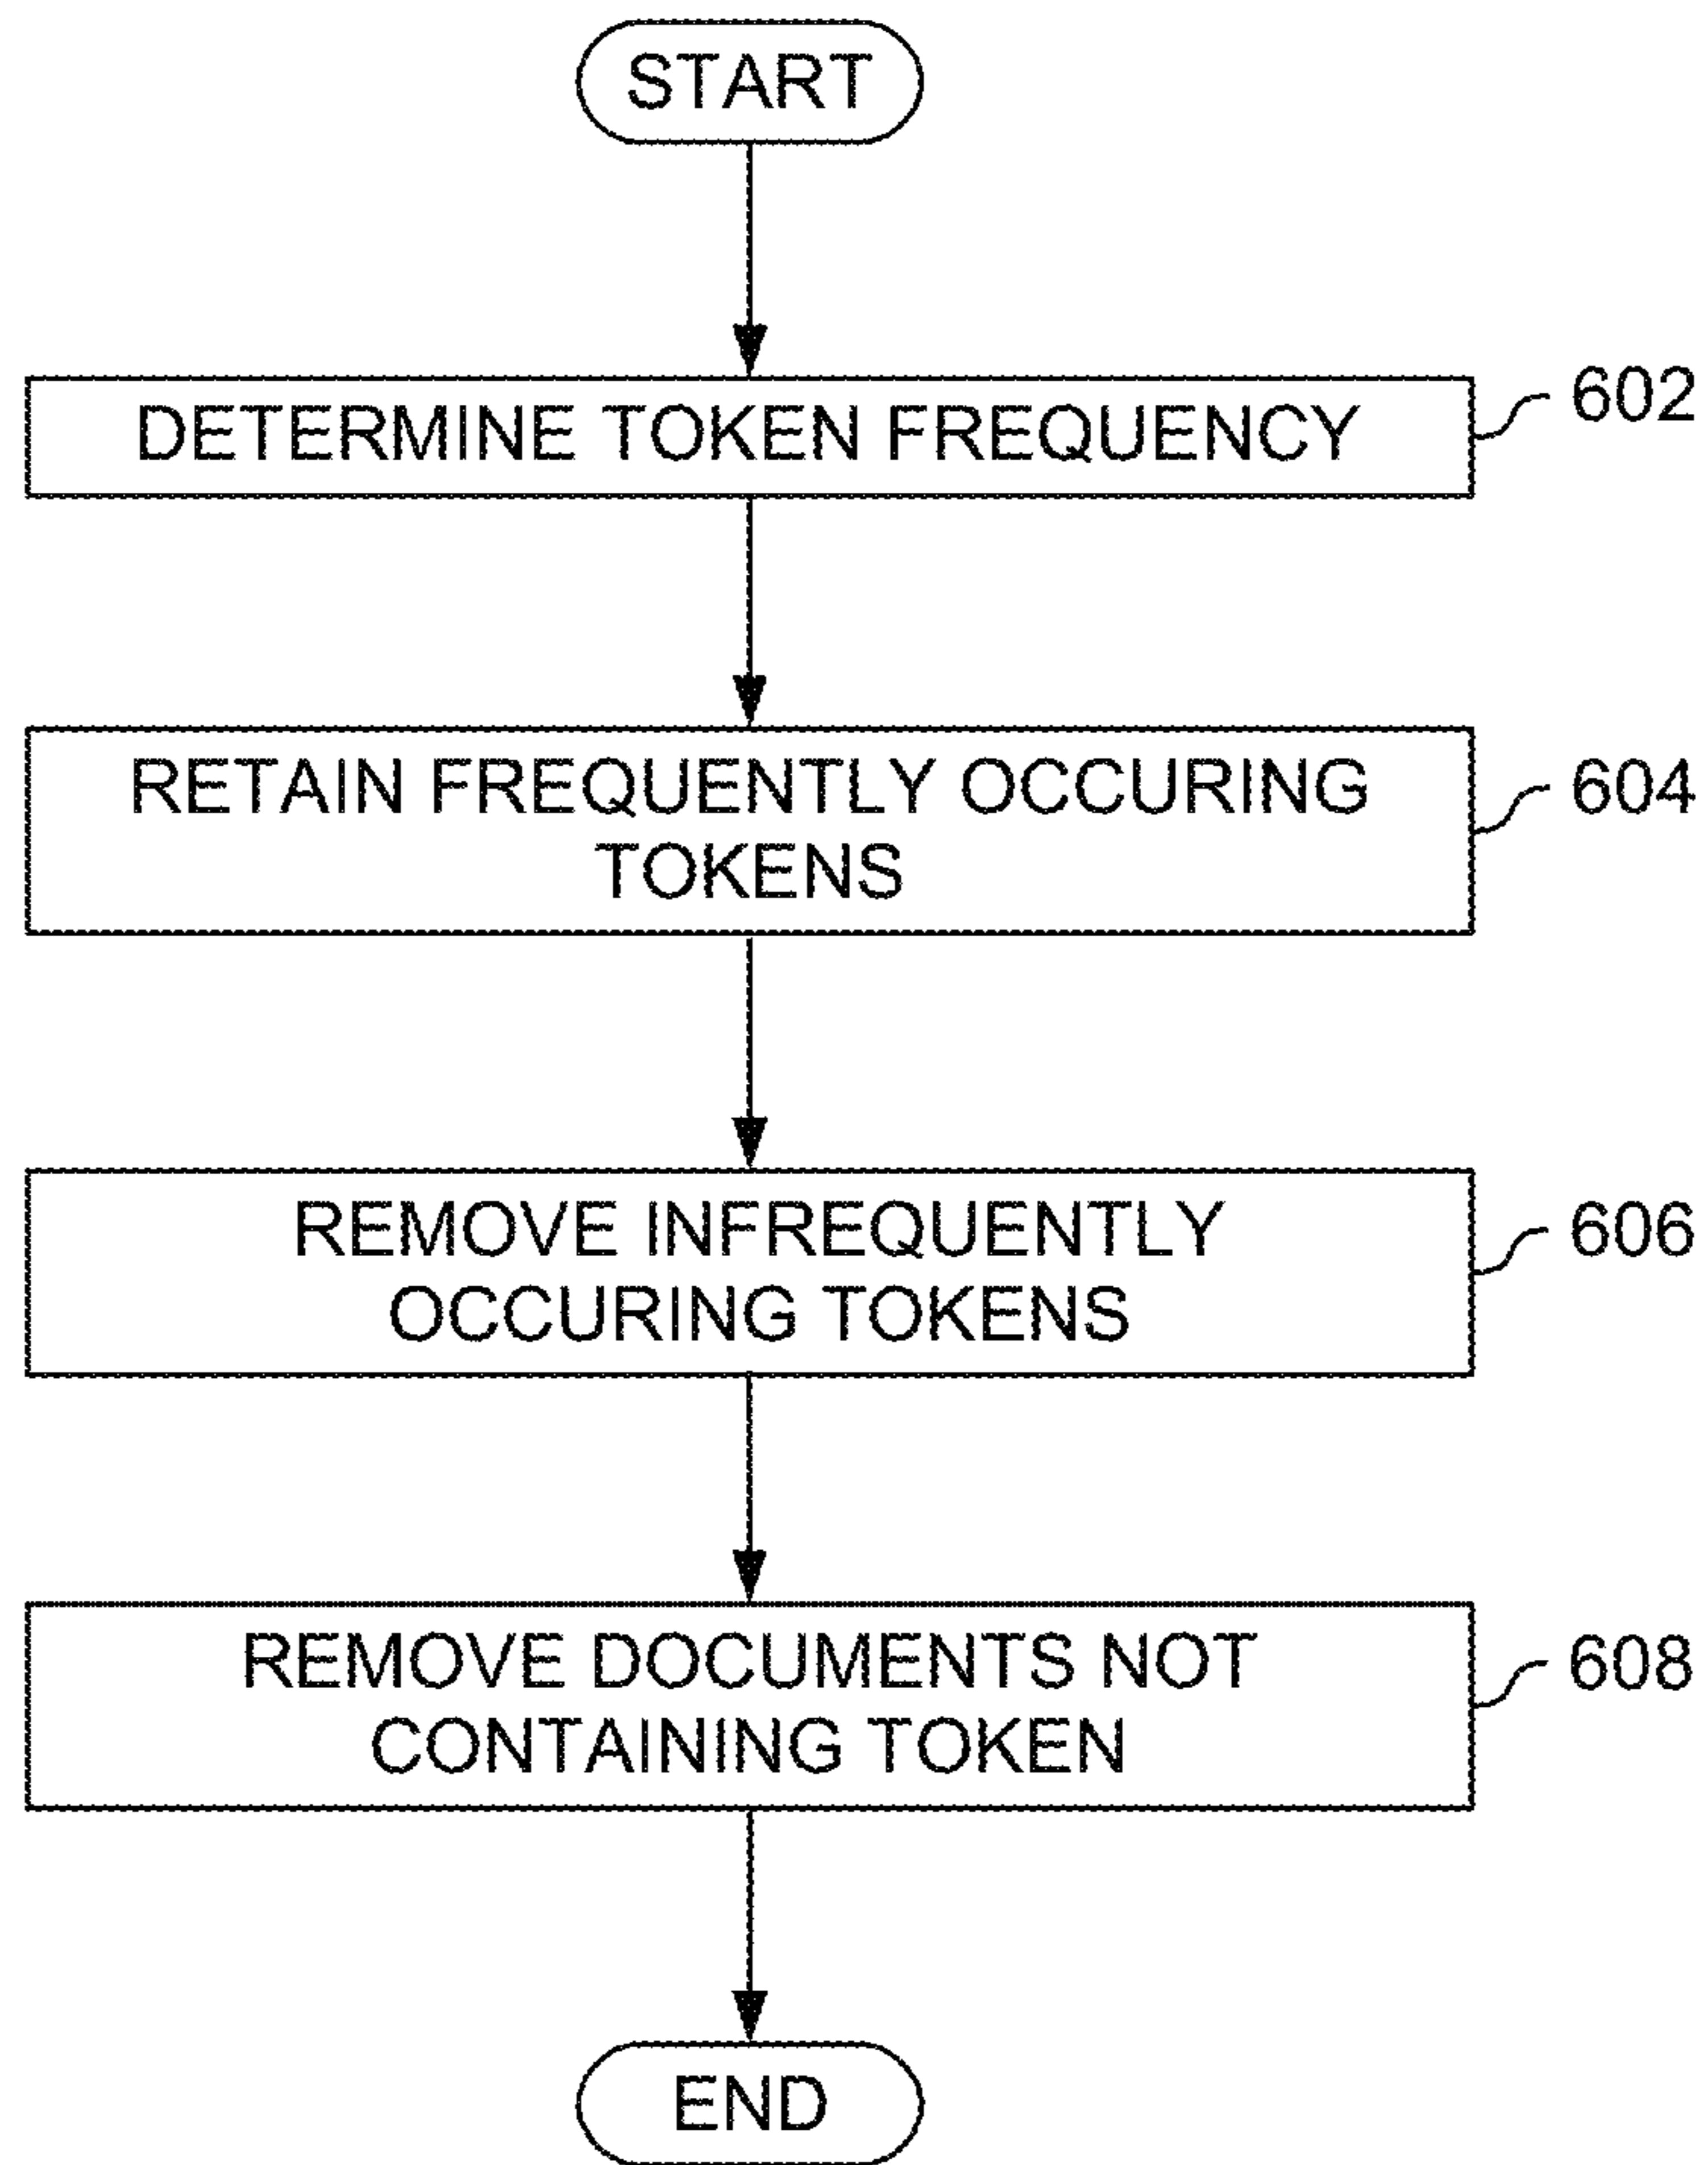 START
DETERMINE TOKEN FREQUENCY
602
RETAIN FREQUENTLY OCCURING
TOKENS
604
REMOVE INFREQUENTLY
OCCURING TOKENS
606
REMOVE DOCUMENTS NOT
CONTAINING TOKEN
608
END